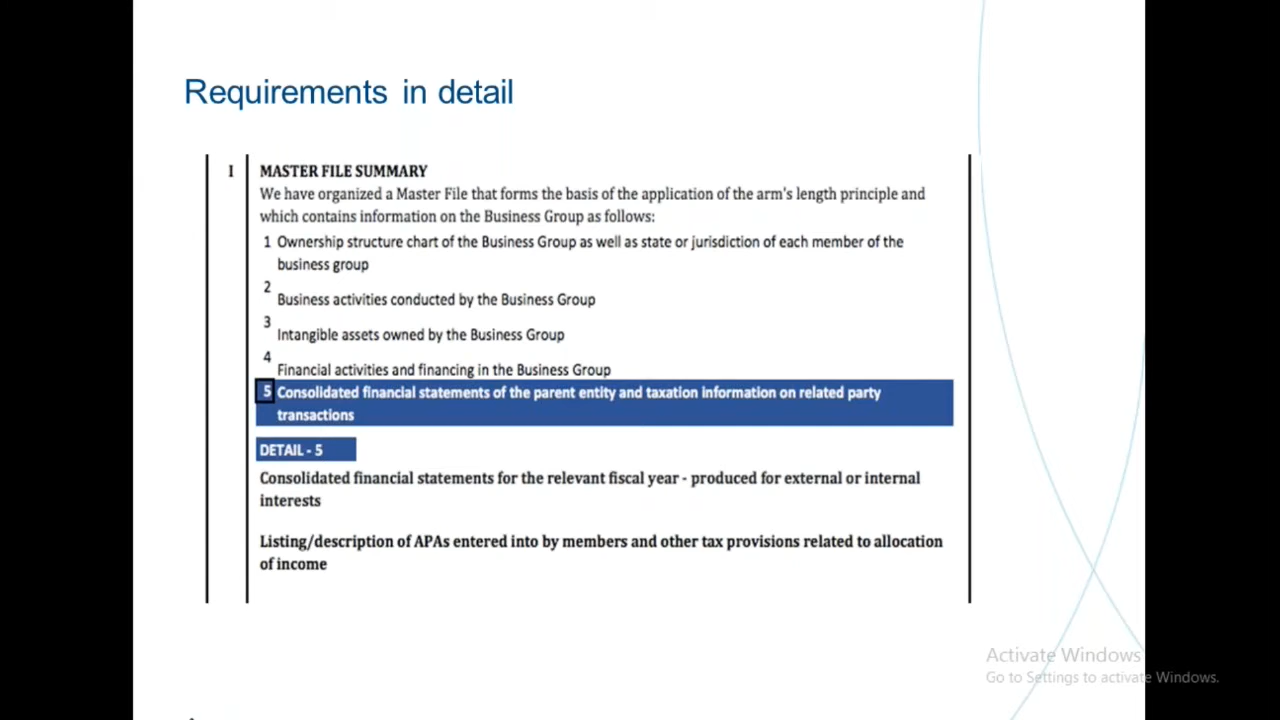 Requirements in detail
I MASTER FILE SUMMARY
We have organized a Master File that forms the basis of the application of the arm's length principle and
which contains information on the Business Group as follows:
1 Ownership structure chart of the Business Group as well as state or jurisdiction of each member of the
business group
2
Business activities conducted by the Business Group
3
Intangible assets owned by the Business Group
4
Financial activities and financing in the Business Group
5 Consolidated financial statements of the parent entity and taxation information on related party
transactions
DETAIL - 5
Consolidated financial statements for the relevant fiscal year - produced for external or internal
interests
Listing/description of APAs entered into by members and other tax provisions related to allocation
of income
Activate Windows
Go to Settings to activate Windows.